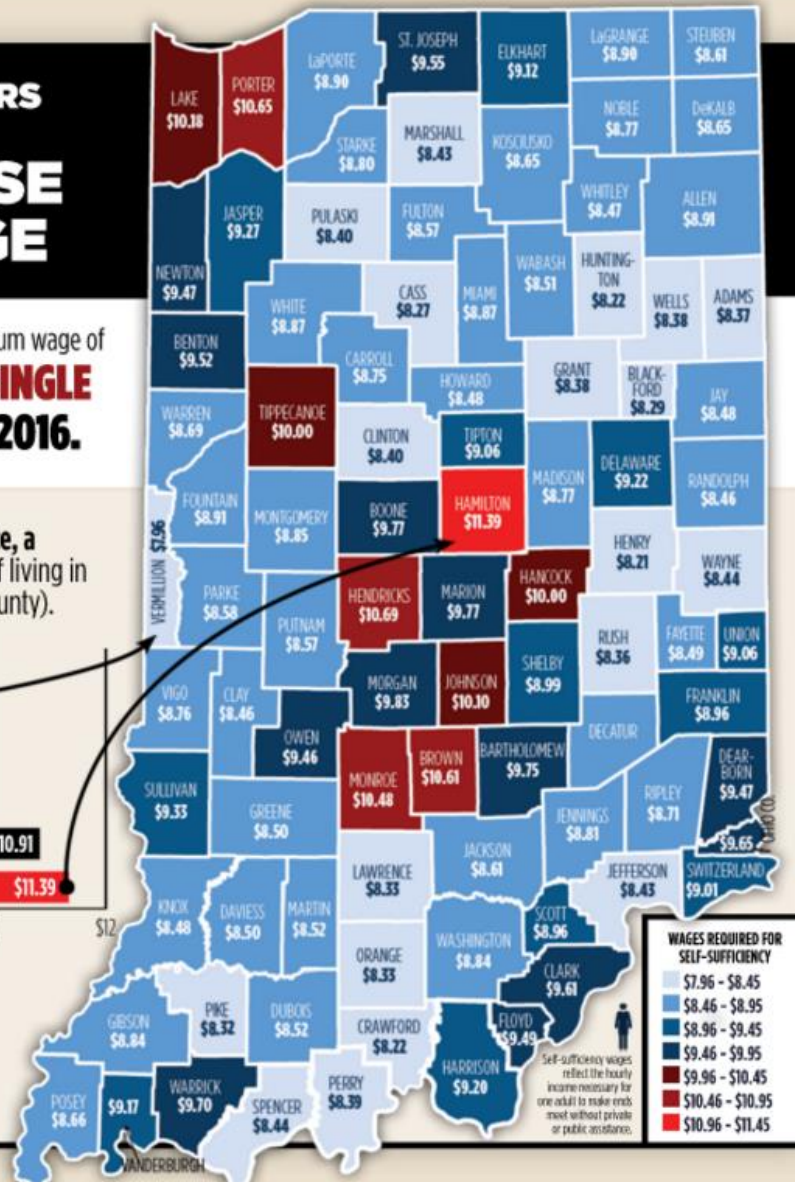 RS
SE
GE
um wage of
INGLE
2016.
e, a
f living in
unty).
10.91
$11.39
$12
LAKE
$10.18
PORTER
$10.65
LaPORTE
$8.90
ST. JOSEPH
$9.55
ELKHART
$9.12
LaGRANGE
$8.90
STEUBEN
$8.61
STARKE
$8.80
MARSHALL
$8.43
KOSCIUSKO
$8.65
NOBLE
$8.77
DeKALB
$8.65
NEWTON
$9.47
JASPER
$9.27
PULASKI
$8.40
FULTON
$8.57
WHITLEY
$8.47
ALLEN
$8.91
WHITE
$8.87
CASS
$8.27
MIAMI
$8.87
WABASH
$8.51
HUNTING-
TON
$8.22
WELLS
$8.38
ADAMS
$8.37
BENTON
$9.52
CARROLL
$8.75
HOWARD
$8.48
GRANT
$8.38
BLACK-
FORD
$8.29
JAY
$8.48
WARREN
$8.69
TIPPECANOE
$10.00
CLINTON
$8.40
TIPTON
$9.06
MADISON
$8.77
DELAWARE
$9.22
RANDOLPH
$8.46
FOUNTAIN
$8.91
MONTGOMERY
$8.85
BOONE
$9.77
HAMILTON
$11.39
HENRY
$8.21
WAYNE
$8.44
VERMILLION $7.96
PARKE
$8.58
PUTNAM
$8.57
HENDRICKS
$10.69
MARION
$9.77
HANCOCK
$10.00
RUSH
$8.36
FAYETTE
$8.49
UNION
$9.06
VIGO
$8.76
CLAY
$8.46
OWEN
$9.46
MORGAN
$9.83
JOHNSON
$10.10
SHELBY
$8.99
DECATUR
FRANKLIN
$8.96
SULLIVAN
$9.33
GREENE
$8.50
MONROE
$10.48
BROWN
$10.61
BARTHOLOMEW
$9.75
JENNINGS
$8.81
RIPLEY
$8.71
DEAR-
BORN
$9.47
OHIO CO.
$9.65
KNOX
$8.48
DAVIESS
$8.50
MARTIN
$8.52
LAWRENCE
$8.33
JACKSON
$8.61
JEFFERSON
$8.43
SWITZERLAND
$9.01
ORANGE
$8.33
WASHINGTON
$8.84
SCOTT
$8.96
CLARK
$9.61
GIBSON
$8.84
PIKE
$8.32
DUBOIS
$8.52
CRAWFORD
$8.22
FLOYD
$9.49
HARRISON
$9.20
POSEY
$8.66
$9.17
VANDERBURGH
WARRICK
$9.70
SPENCER
$8.44
PERRY
$8.39
Self-sufficiency wages
reflect the hourly
income necessary for
one adult to make ends
meet without private
or public assistance.
WAGES REQUIRED FOR
SELF-SUFFICIENCY
$7.96 - $8.45
$8.46 - $8.95
$8.96 - $9.45
$9.46 - $9.95
$9.96 - $10.45
$10.46 - $10.95
$10.96 - $11.45